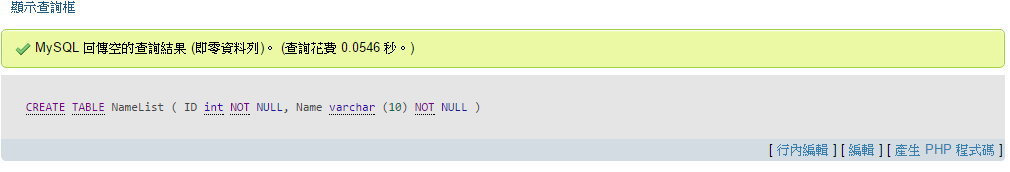 顯示查詢框
MySQL 回傳空的查詢結果 (即零資料列)。 (查詢花費 0.0546 秒。)
CREATE TABLE NameList ( ID int NOT NULL, Name varchar (10) NOT NULL )
[ 行內編輯 ] [ 編輯 ] [ 產生 PHP 程式碼 ]